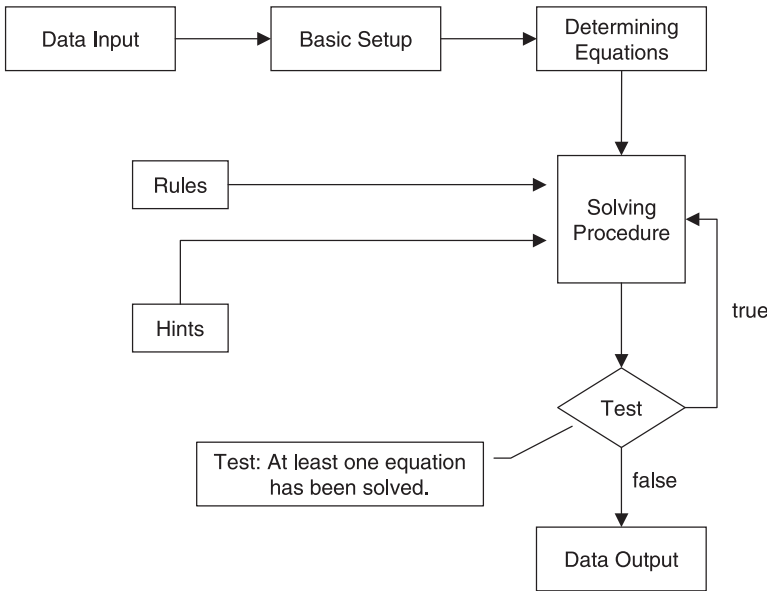 Data Input
Basic Setup
Determining
Equations
Rules
Solving
Procedure
Hints
true
Test
Test: At least one equation
has been solved.
false
Data Output